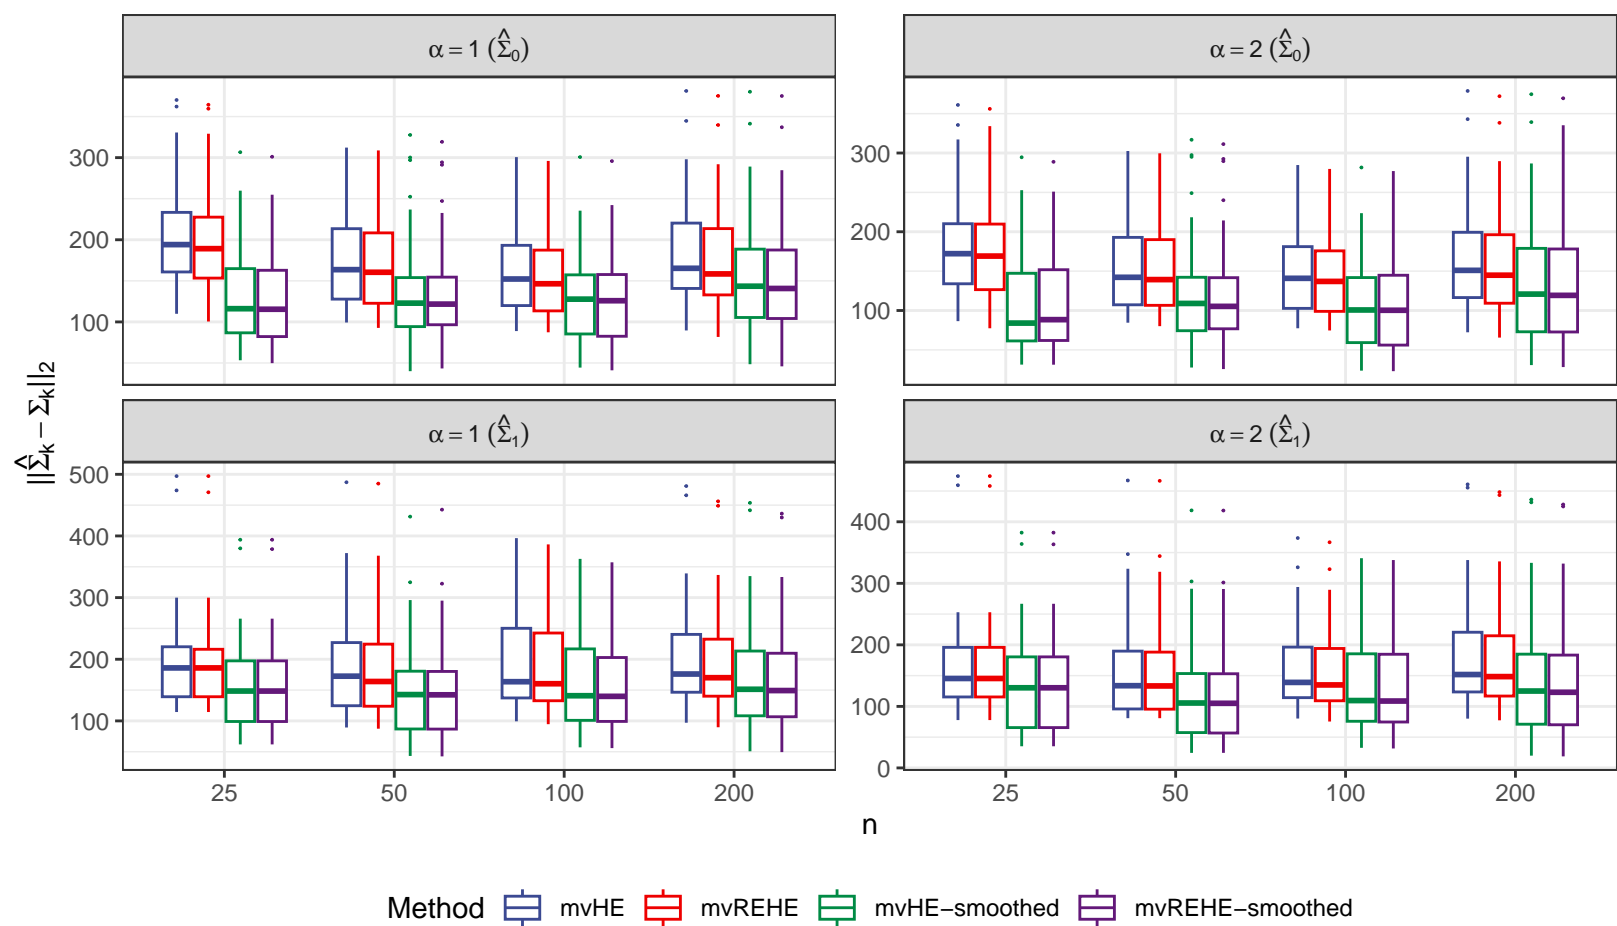 α = 1 (Σ̂₀)
α = 2 (Σ̂₀)
300
200
100
300
200
100
||Σ̂ₖ − Σₖ||₂
α = 1 (Σ̂₁)
α = 2 (Σ̂₁)
500
400
300
200
100
400
300
200
100
0
25 50 100 200
25 50 100 200
n
Method mvHE mvREHE mvHE−smoothed mvREHE−smoothed